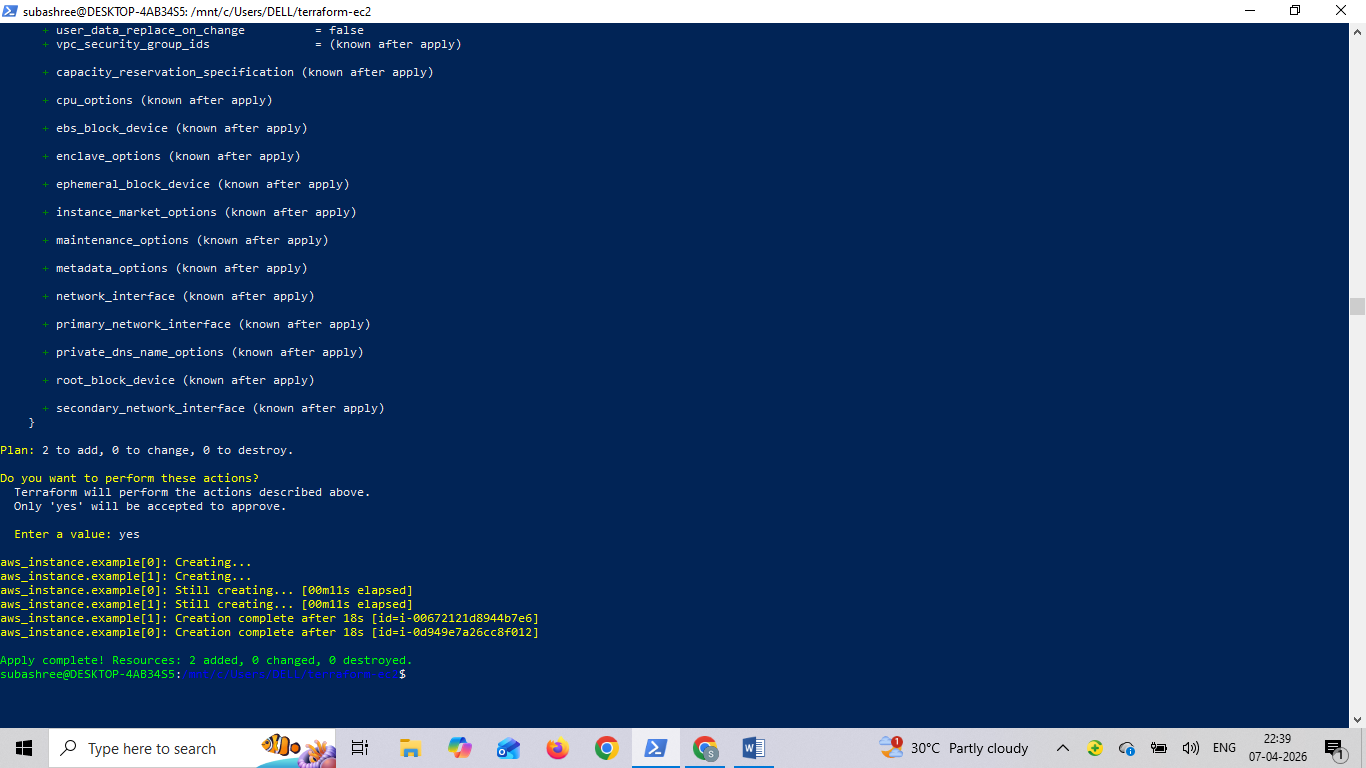 subashree@DESKTOP-4AB34S5: /mnt/c/Users/DELL/terraform-ec2
+ user_data_replace_on_change = false
+ vpc_security_group_ids = (known after apply)
+ capacity_reservation_specification (known after apply)
+ cpu_options (known after apply)
+ ebs_block_device (known after apply)
+ enclave_options (known after apply)
+ ephemeral_block_device (known after apply)
+ instance_market_options (known after apply)
+ maintenance_options (known after apply)
+ metadata_options (known after apply)
+ network_interface (known after apply)
+ primary_network_interface (known after apply)
+ private_dns_name_options (known after apply)
+ root_block_device (known after apply)
+ secondary_network_interface (known after apply)
}
Plan: 2 to add, 0 to change, 0 to destroy.
Do you want to perform these actions?
Terraform will perform the actions described above.
Only 'yes' will be accepted to approve.
Enter a value: yes
aws_instance.example[0]: Creating...
aws_instance.example[1]: Creating...
aws_instance.example[0]: Still creating... [00m11s elapsed]
aws_instance.example[1]: Still creating... [00m11s elapsed]
aws_instance.example[1]: Creation complete after 18s [id=i-00672121d8944b7e6]
aws_instance.example[0]: Creation complete after 18s [id=i-0d949e7a26cc8f012]
Apply complete! Resources: 2 added, 0 changed, 0 destroyed.
subashree@DESKTOP-4AB34S5:/mnt/c/Users/DELL/terraform-ec2$
Type here to search
1
30°C Partly cloudy
ENG
22:39
07-04-2026
1